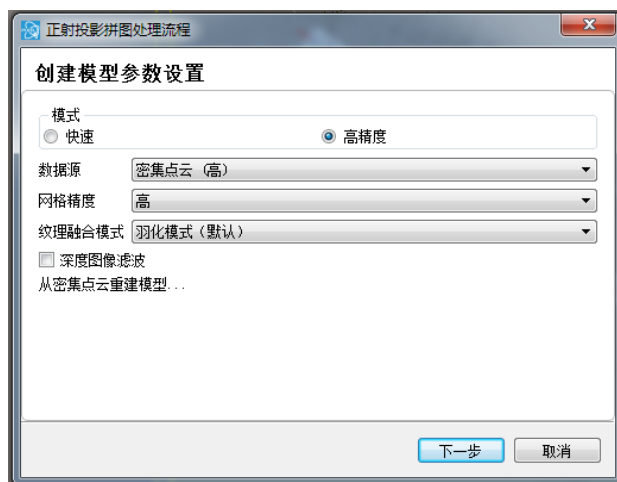 正射投影拼图处理流程
创建模型参数设置
模式
快速 高精度
数据源 密集点云（高）
网格精度 高
纹理融合模式 羽化模式（默认）
深度图像滤波
从密集点云重建模型...
下一步 取消